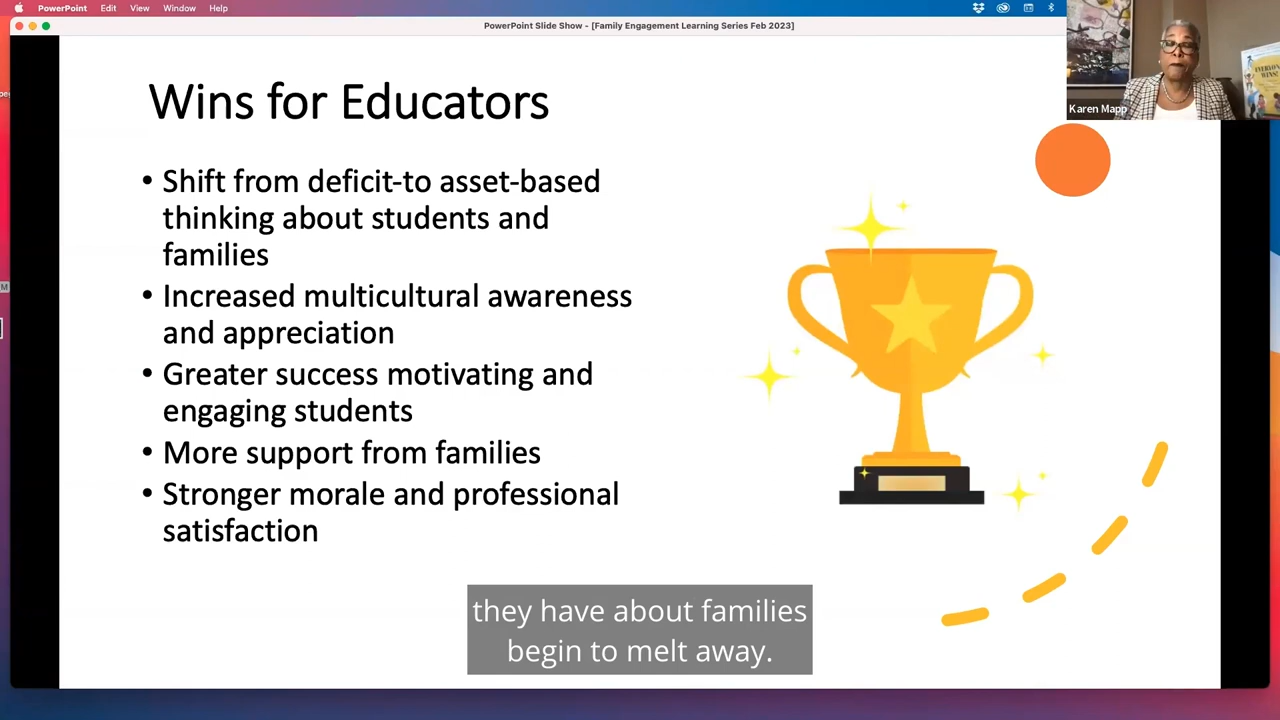 PowerPoint Edit View Window Help
PowerPoint Slide Show - [Family Engagement Learning Series Feb 2023]
EVERYONE
WINS!
Karen Mapp
Wins for Educators
• Shift from deficit-to asset-based
thinking about students and
families
• Increased multicultural awareness
and appreciation
• Greater success motivating and
engaging students
• More support from families
• Stronger morale and professional
satisfaction
they have about families
begin to melt away.